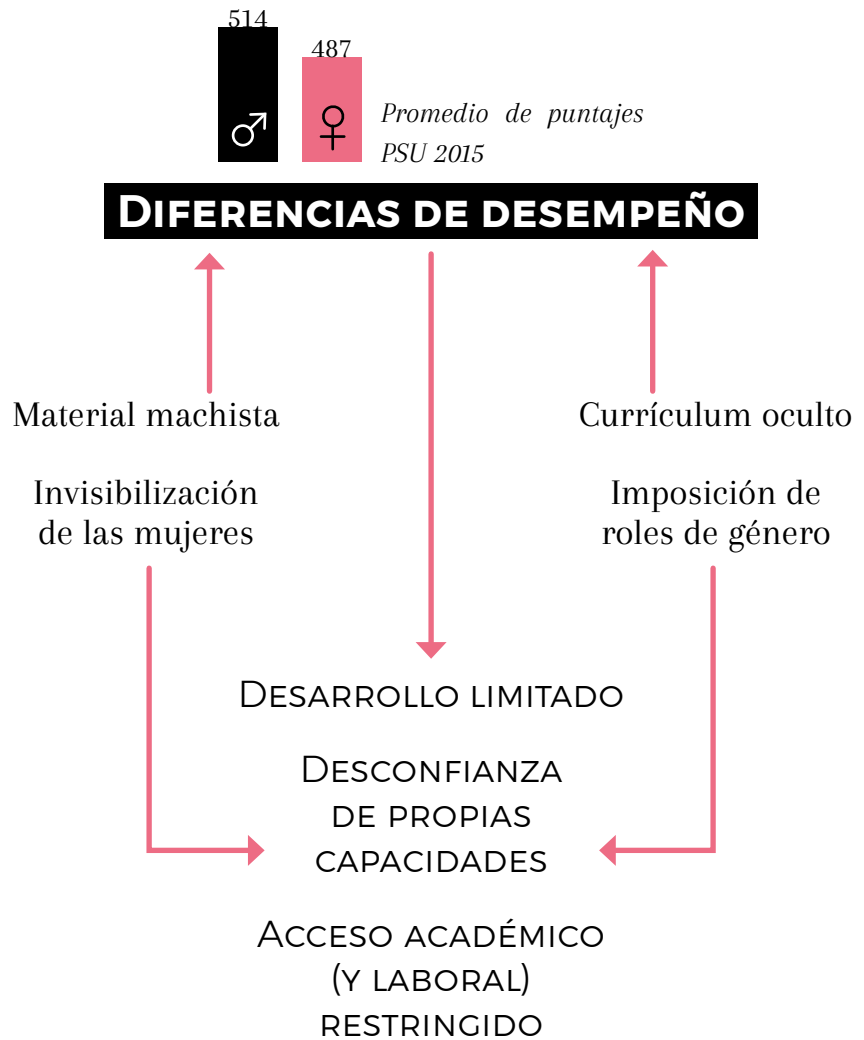 514
487
Promedio de puntajes
PSU 2015
DIFERENCIAS DE DESEMPEÑO
Material machista
Invisibilización
de las mujeres
Currículum oculto
Imposición de
roles de género
DESARROLLO LIMITADO
DESCONFIANZA
DE PROPIAS
CAPACIDADES
ACCESO ACADÉMICO
(Y LABORAL)
RESTRINGIDO